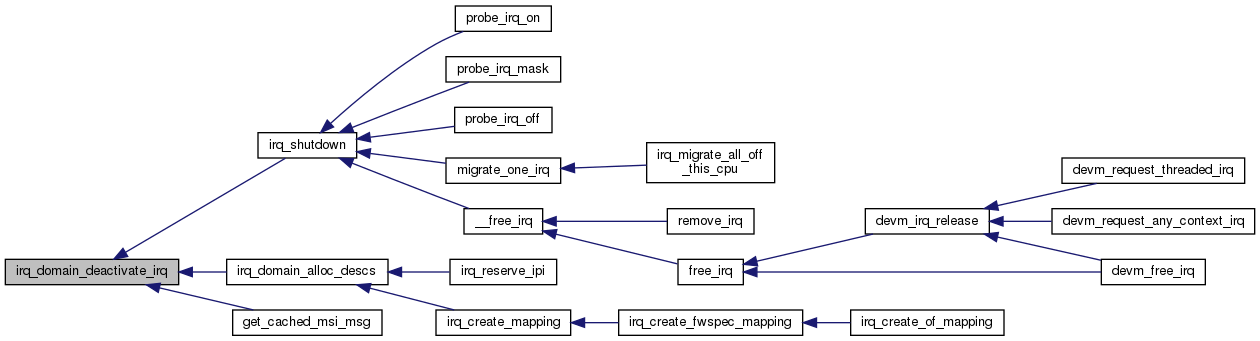 probe_irq_on
probe_irq_mask
probe_irq_off
irq_shutdown
irq_migrate_all_off
_this_cpu
migrate_one_irq
devm_request_threaded_irq
__free_irq
remove_irq
devm_irq_release
devm_request_any_context_irq
irq_domain_deactivate_irq
irq_domain_alloc_descs
irq_reserve_ipi
free_irq
devm_free_irq
get_cached_msi_msg
irq_create_mapping
irq_create_fwspec_mapping
irq_create_of_mapping